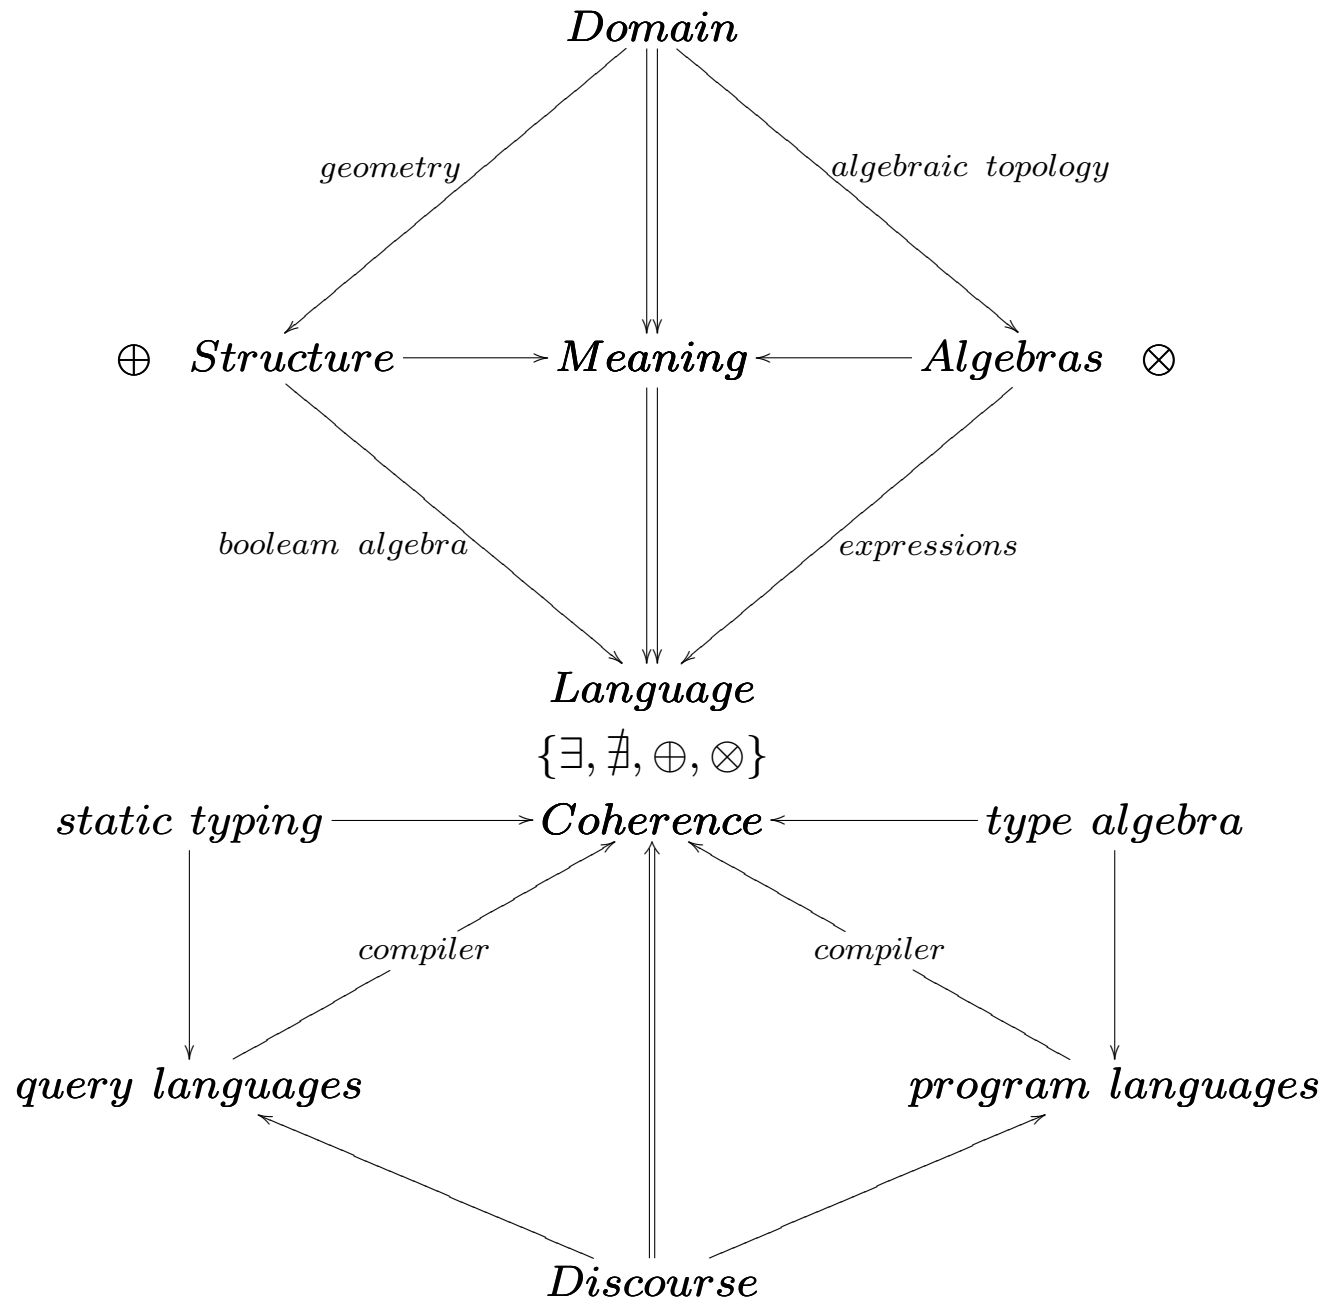 Domain
geometry
algebraic topology
⊕ Structure Meaning Algebras ⊗
booleam algebra
expressions
Language
{∃, ∄, ⊕, ⊗}
static typing Coherence type algebra
compiler compiler
query languages program languages
Discourse